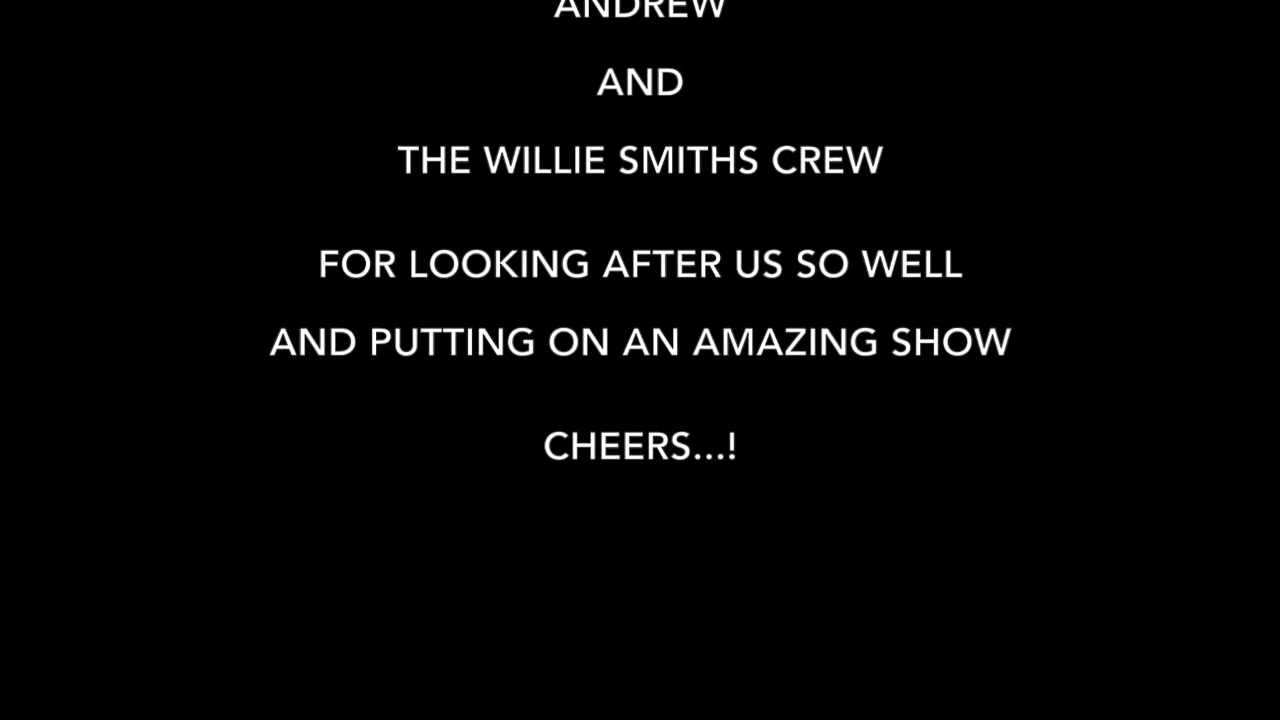 ANDREW
AND
THE WILLIE SMITHS CREW
FOR LOOKING AFTER US SO WELL
AND PUTTING ON AN AMAZING SHOW
CHEERS...!